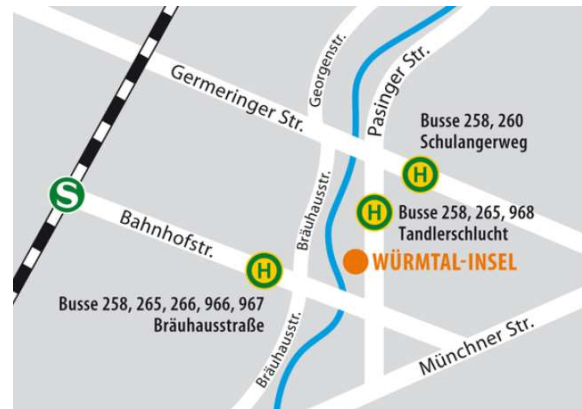 Georgenstr.
Pasinger Str.
Germeringer Str.
Busse 258, 260
Schulangerweg
H
S
H
Busse 258, 265, 968
Tandlerschlucht
Bräuhausstr.
Bahnhofstr.
H
WÜRMTAL-INSEL
Busse 258, 265, 266, 966, 967
Bräuhausstraße
Bräuhausstr.
Münchner Str.